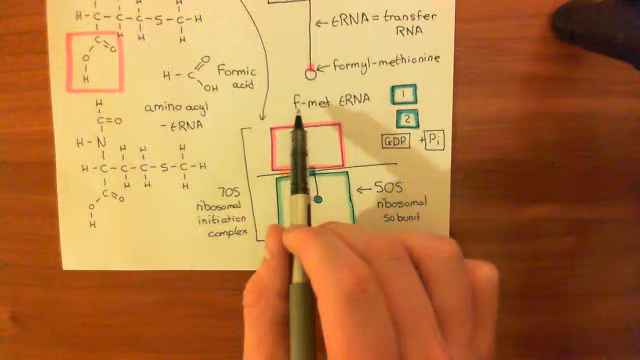 H-C-C-C-S-C-H
H
H
H
C
O
O
H
H-C
O
OH
Formic
acid
tRNA = transfer
RNA
formyl-methionine
f-met tRNA
1
2
GDP + Pi
amino acyl
-tRNA
H
C=O
H-N
H H H H
H-C-C-C-S-C-H
H H H
C
O
O
H
70S
ribosomal
initiation
complex
50S
ribosomal
subunit